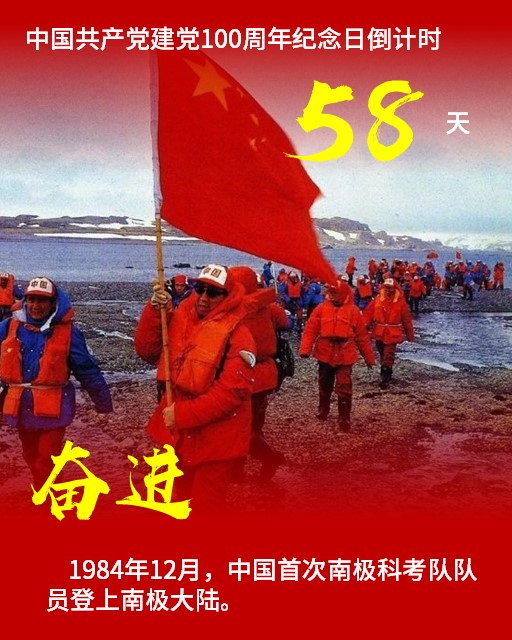 中国共产党建党100周年纪念日倒计时
58 天
中国
奋进
1984年12月，中国首次南极科考队队
员登上南极大陆。